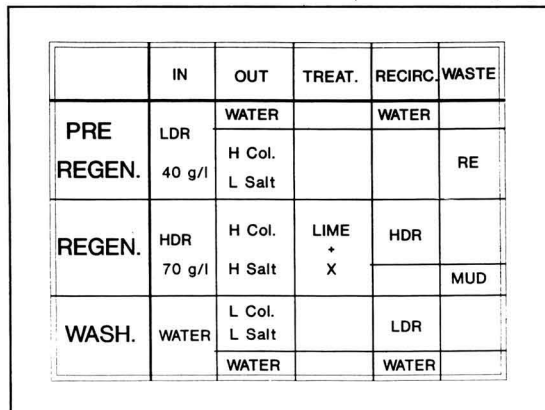 IN OUT TREAT. RECIRC. WASTE
PRE REGEN.
LDR
40 g/l
WATER
H Col.
L Salt
WATER
RE
REGEN.
HDR
70 g/l
H Col.
H Salt
LIME
+
X
HDR
MUD
WASH.
WATER
L Col.
L Salt
WATER
LDR
WATER